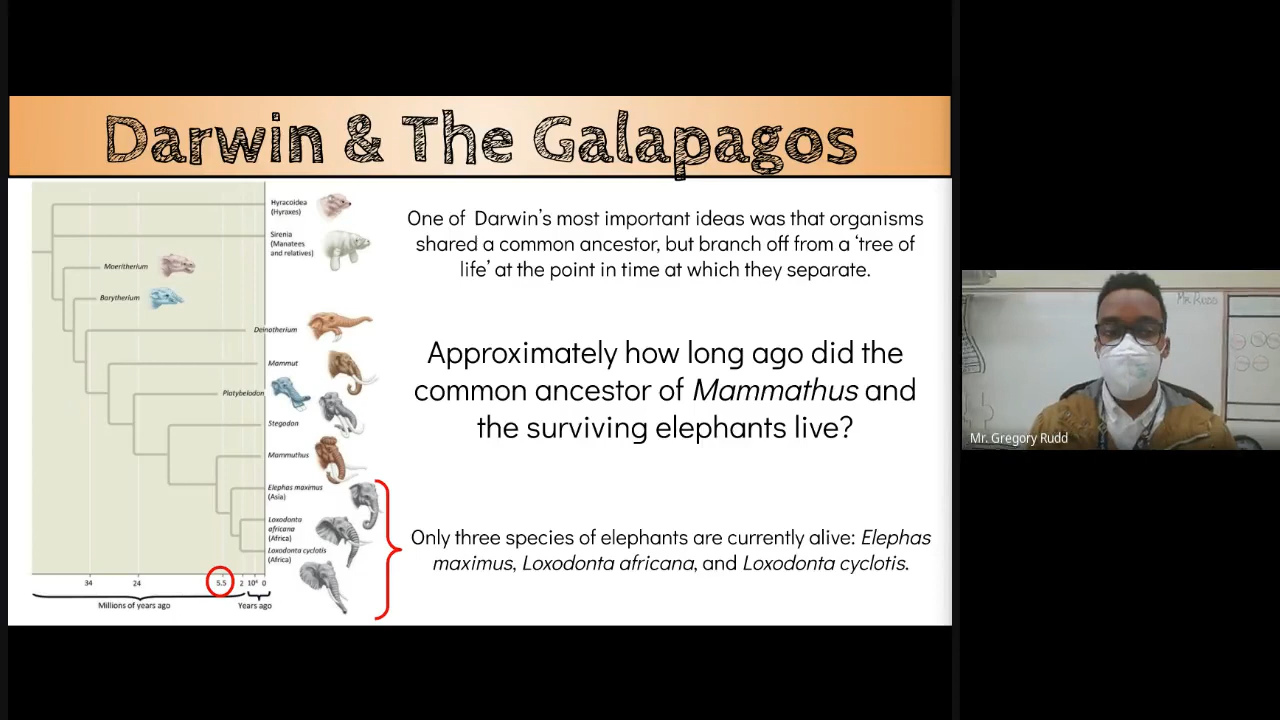 Darwin & The Galapagos
Hyracoidea
(Hyraxes)
Sirenia
(Manatees
and relatives)
Moeritherium
Barytherium
Deinotherium
Mammut
Platybelodon
Stegodon
Mammuthus
Elephas maximus
(Asia)
Loxodonta
africana
(Africa)
Loxodonta cyclotis
(Africa)
34 24 5.5 2 10⁴ 0
Millions of years ago Years ago
One of Darwin's most important ideas was that organisms
shared a common ancestor, but branch off from a 'tree of
life' at the point in time at which they separate.
Approximately how long ago did the
common ancestor of Mammathus and
the surviving elephants live?
Only three species of elephants are currently alive: Elephas
maximus, Loxodonta africana, and Loxodonta cyclotis.
Mr. Rudd
Mr. Gregory Rudd